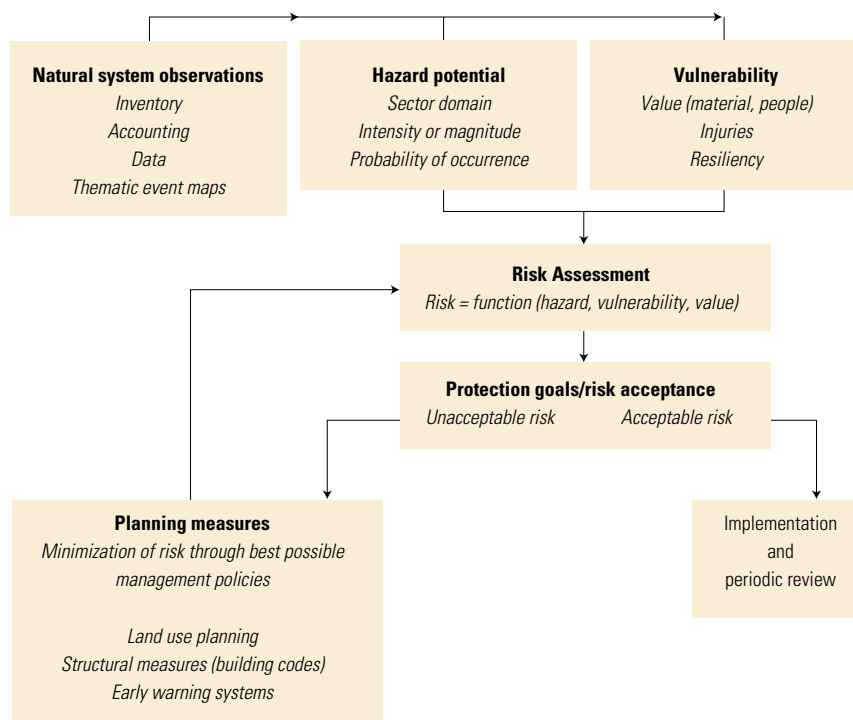 Natural system observations
Inventory
Accounting
Data
Thematic event maps
Hazard potential
Sector domain
Intensity or magnitude
Probability of occurrence
Vulnerability
Value (material, people)
Injuries
Resiliency
Risk Assessment
Risk = function (hazard, vulnerability, value)
Protection goals/risk acceptance
Unacceptable risk Acceptable risk
Planning measures
Minimization of risk through best possible
management policies
Land use planning
Structural measures (building codes)
Early warning systems
Implementation
and
periodic review